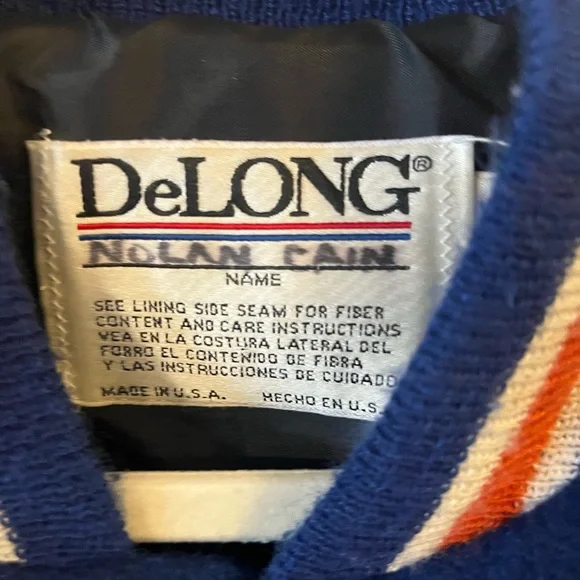 DeLONG®
NOLAN CAIN
NAME
SEE LINING SIDE SEAM FOR FIBER
CONTENT AND CARE INSTRUCTIONS
VEA EN LA COSTURA LATERAL DEL
FORRO EL CONTENIDO DE FIBRA
Y LAS INSTRUCCIONES DE CUIDADO
MADE IN U.S.A. HECHO EN U.S.